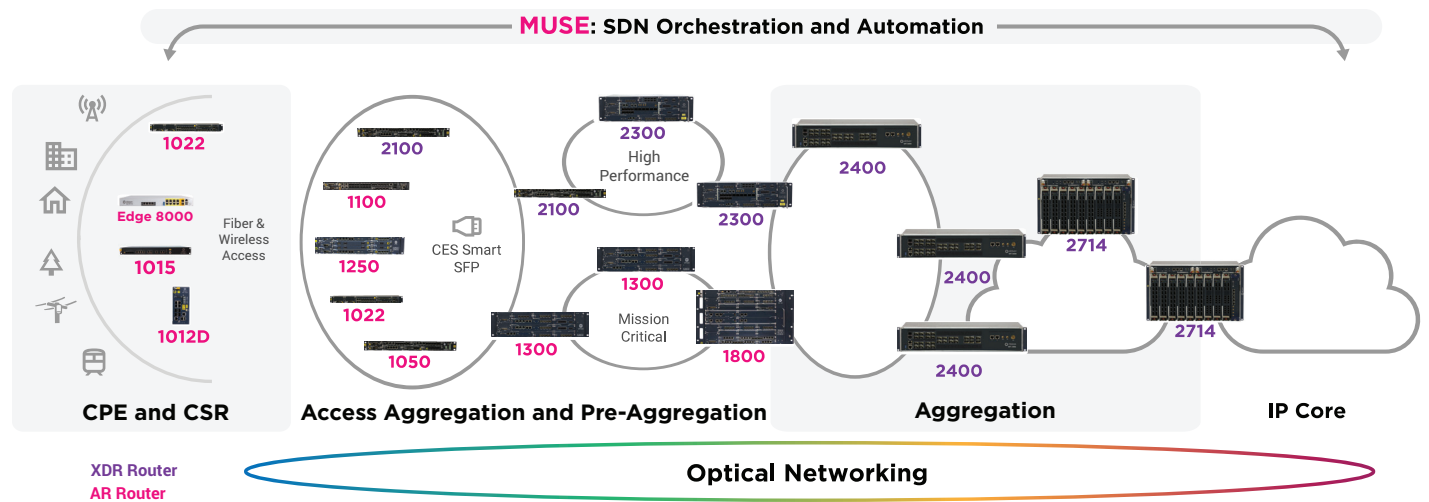 MUSE: SDN Orchestration and Automation
1022
Edge 8000
Fiber &
Wireless
Access
1015
1012D
CPE and CSR
2100
1100
1250
CES Smart
SFP
1022
1050
2100
1300
2300
High
Performance
2300
1300
Mission
Critical
1800
Access Aggregation and Pre-Aggregation
2400
2400
2400
2714
2714
Aggregation
IP Core
XDR Router
AR Router
Optical Networking